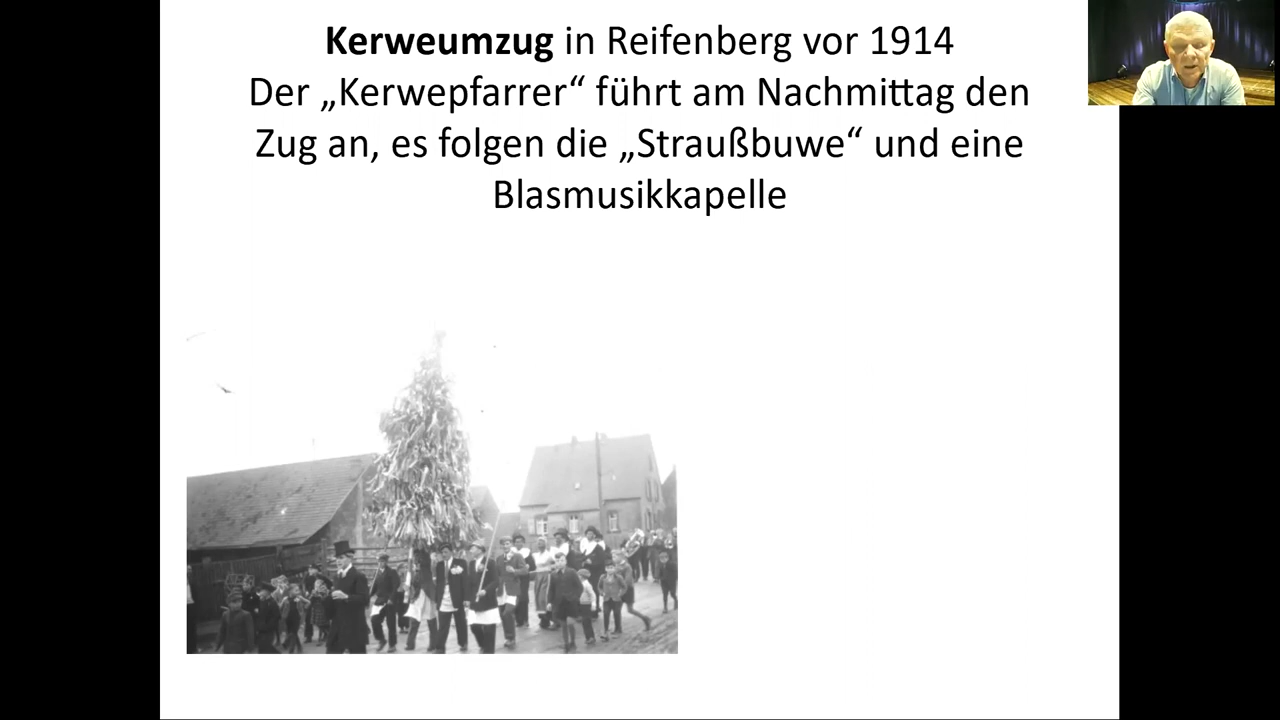 Kerweumzug in Reifenberg vor 1914
Der „Kerwepfarrer“ führt am Nachmittag den
Zug an, es folgen die „Straußbuwe“ und eine
Blasmusikkapelle